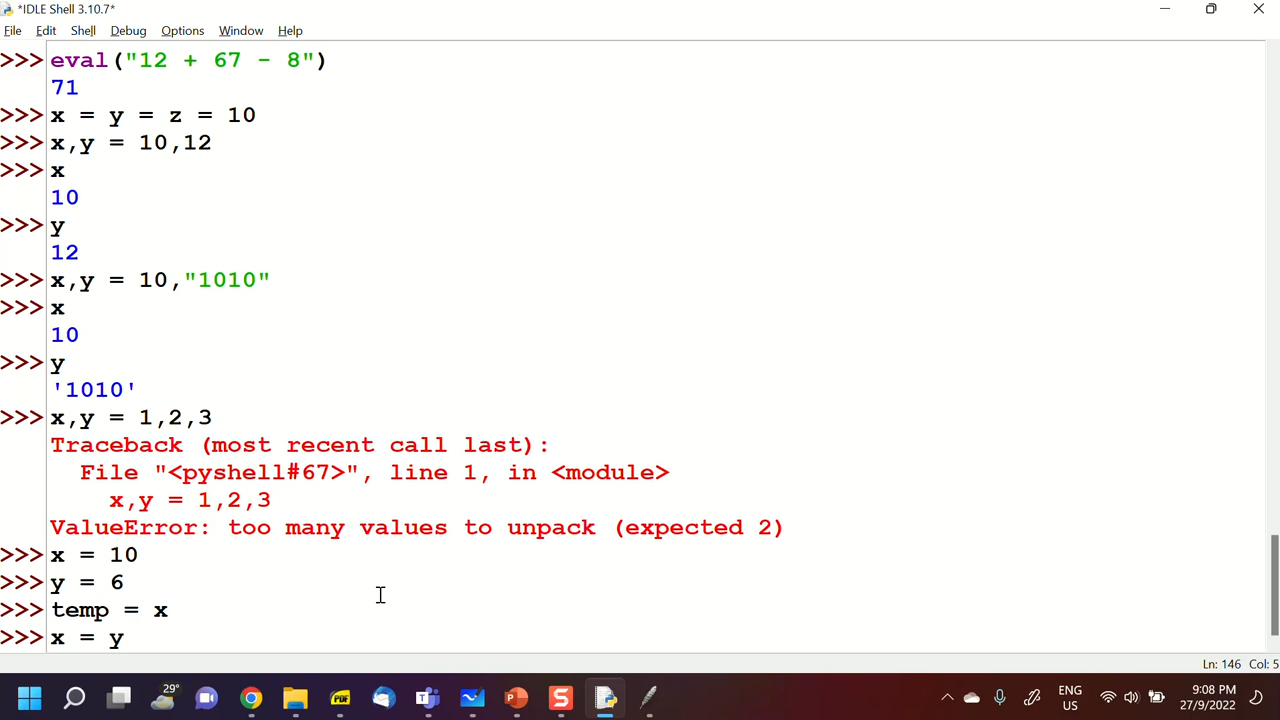 *IDLE Shell 3.10.7*
File Edit Shell Debug Options Window Help
>>> eval("12 + 67 - 8")
71
>>> x = y = z = 10
>>> x,y = 10,12
>>> x
10
>>> y
12
>>> x,y = 10,"1010"
>>> x
10
>>> y
'1010'
>>> x,y = 1,2,3
Traceback (most recent call last):
  File "<pyshell#67>", line 1, in <module>
    x,y = 1,2,3
ValueError: too many values to unpack (expected 2)
>>> x = 10
>>> y = 6
>>> temp = x
>>> x = y
Ln: 146 Col: 5
29°
PDF
S
ENG
US
9:08 PM
27/9/2022